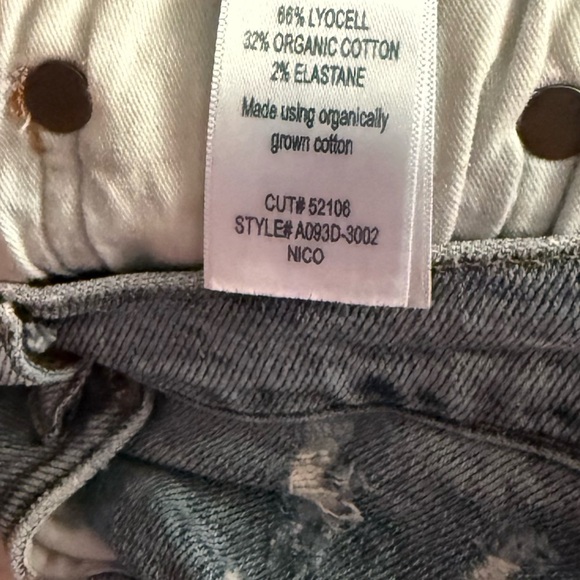 66% LYOCELL
32% ORGANIC COTTON
2% ELASTANE
Made using organically
grown cotton
CUT# 52106
STYLE# A093D-3002
NICO